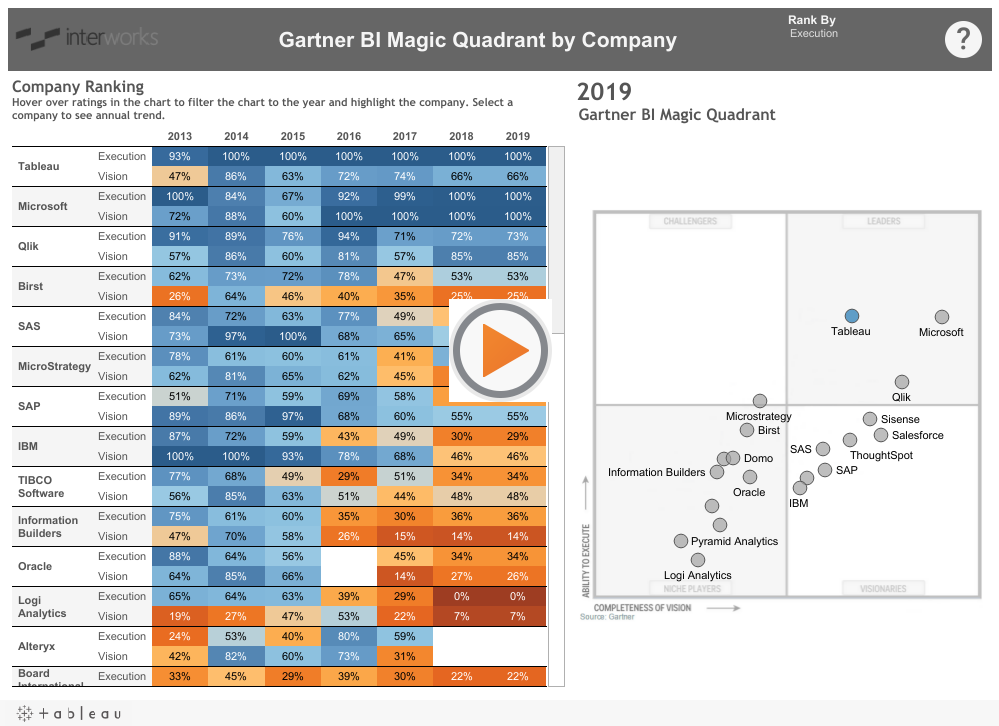 interworks
Gartner BI Magic Quadrant by Company
Rank By
Execution
?
Company Ranking
Hover over ratings in the chart to filter the chart to the year and highlight the company. Select a
company to see annual trend.
2013 2014 2015 2016 2017 2018 2019
Tableau
Execution 93% 100% 100% 100% 100% 100% 100%
Vision 47% 86% 63% 72% 74% 66% 66%
Microsoft
Execution 100% 84% 67% 92% 99% 100% 100%
Vision 72% 88% 60% 100% 100% 100% 100%
Qlik
Execution 91% 89% 76% 94% 71% 72% 73%
Vision 57% 86% 60% 81% 57% 85% 85%
Birst
Execution 62% 73% 72% 78% 47% 53% 53%
Vision 26% 64% 46% 40% 35% 25% 25%
SAS
Execution 84% 72% 63% 77% 49%
Vision 73% 97% 100% 68% 65%
MicroStrategy
Execution 78% 61% 60% 61% 41%
Vision 62% 81% 65% 62% 45%
SAP
Execution 51% 71% 59% 69% 58%
Vision 89% 86% 97% 68% 60% 55% 55%
IBM
Execution 87% 72% 59% 43% 49% 30% 29%
Vision 100% 100% 93% 78% 68% 46% 46%
TIBCO
Software
Execution 77% 68% 49% 29% 51% 34% 34%
Vision 56% 85% 63% 51% 44% 48% 48%
Information
Builders
Execution 75% 61% 60% 35% 30% 36% 36%
Vision 47% 70% 58% 26% 15% 14% 14%
Oracle
Execution 88% 64% 56% 45% 34% 34%
Vision 64% 85% 66% 14% 27% 26%
Logi
Analytics
Execution 65% 64% 63% 39% 29% 0% 0%
Vision 19% 27% 47% 53% 22% 7% 7%
Alteryx
Execution 24% 53% 40% 80% 59%
Vision 42% 82% 60% 73% 31%
Board
International
Execution 33% 45% 29% 39% 30% 22% 22%
2019
Gartner BI Magic Quadrant
CHALLENGERS
LEADERS
Tableau
Microsoft
Qlik
Microstrategy
Birst
Sisense
Salesforce
SAS
ThoughtSpot
Domo
Information Builders
SAP
Oracle
IBM
Pyramid Analytics
Logi Analytics
NICHE PLAYERS
VISIONARIES
ABILITY TO EXECUTE
COMPLETENESS OF VISION
Source: Gartner
+ableau